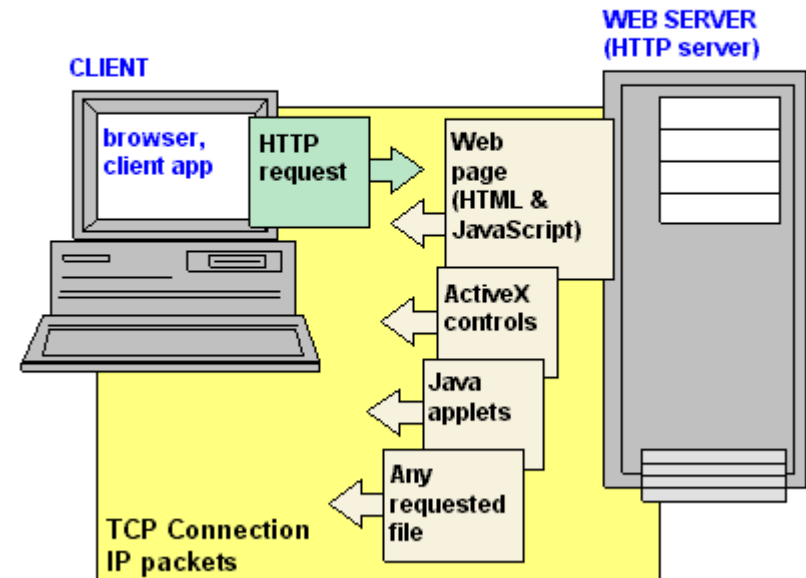 WEB SERVER
(HTTP server)
CLIENT
browser,
client app
HTTP
request
Web
page
(HTML &
JavaScript)
ActiveX
controls
Java
applets
Any
requested
file
TCP Connection
IP packets